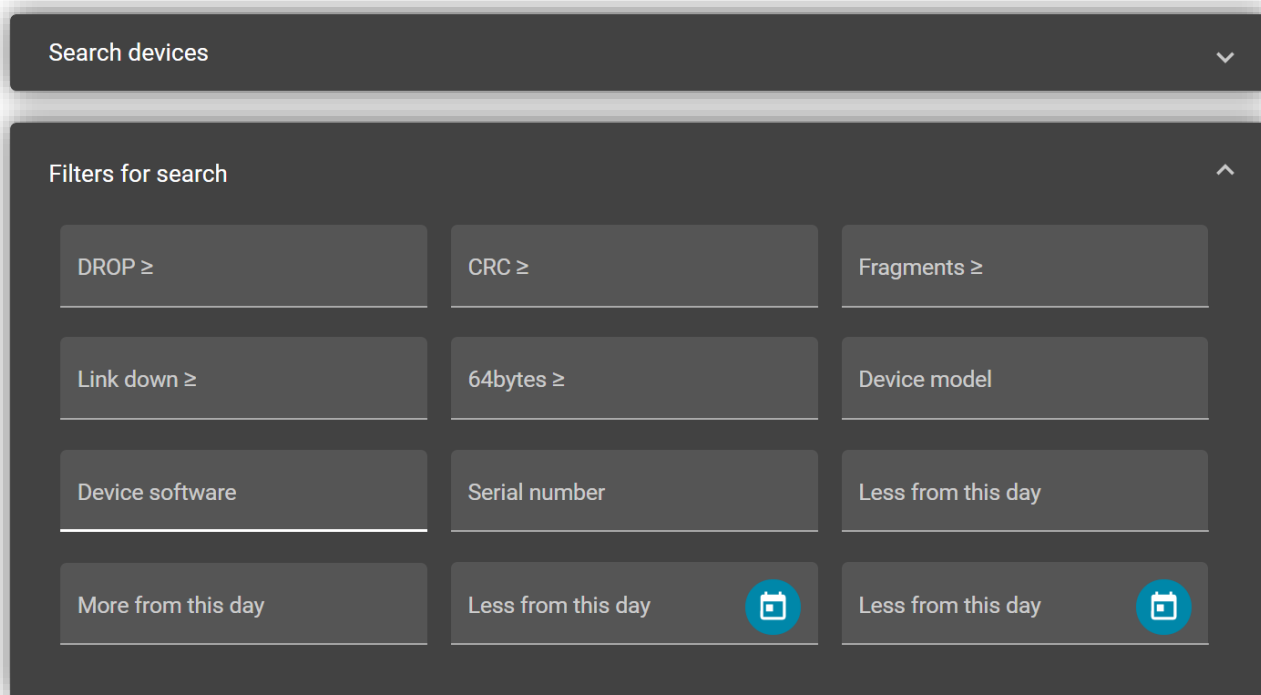 Search devices
Filters for search
DROP ≥
CRC ≥
Fragments ≥
Link down ≥
64bytes ≥
Device model
Device software
Serial number
Less from this day
More from this day
Less from this day
Less from this day